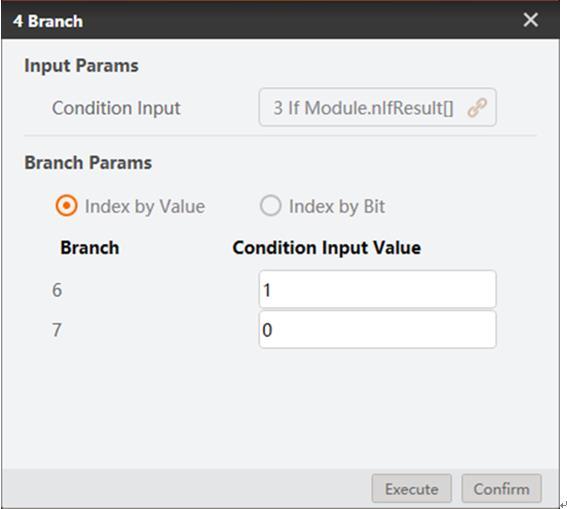 4 Branch
Input Params
Condition Input 3 If Module.nIfResult[]
Branch Params
Index by Value Index by Bit
Branch Condition Input Value
6 1
7 0
Execute Confirm